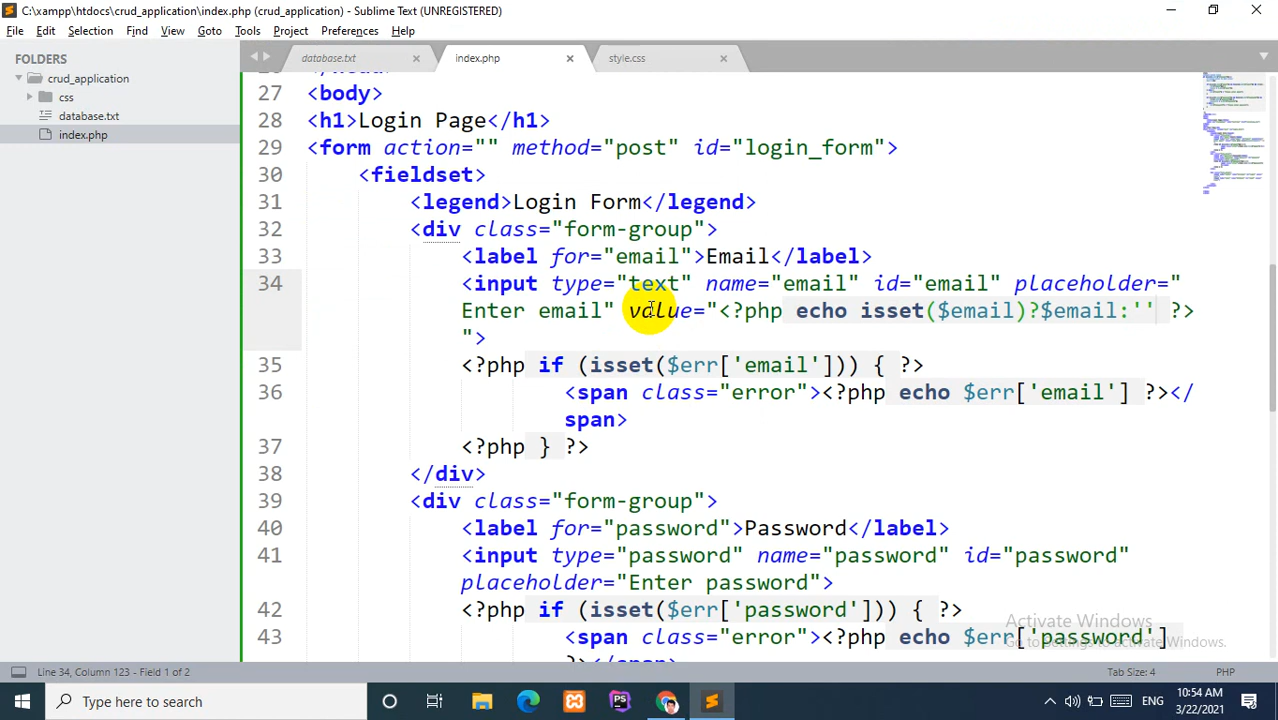 C:\xampp\htdocs\crud_application\index.php (crud_application) - Sublime Text (UNREGISTERED)
File Edit Selection Find View Goto Tools Project Preferences Help
FOLDERS
crud_application
css
database.txt
index.php
database.txt index.php style.css
27 <body>
28 <h1>Login Page</h1>
29 <form action="" method="post" id="login_form">
30 <fieldset>
31 <legend>Login Form</legend>
32 <div class="form-group">
33 <label for="email">Email</label>
34 <input type="text" name="email" id="email" placeholder="
Enter email" value="<?php echo isset($email)?$email:'' ?>
">
35 <?php if (isset($err['email'])) { ?>
36 <span class="error"><?php echo $err['email'] ?></
span>
37 <?php } ?>
38 </div>
39 <div class="form-group">
40 <label for="password">Password</label>
41 <input type="password" name="password" id="password"
placeholder="Enter password">
42 <?php if (isset($err['password'])) { ?>
43 <span class="error"><?php echo $err['password']
?></span>
Activate Windows
Go to Settings to activate Windows.
Line 34, Column 123 - Field 1 of 2 Tab Size: 4 PHP
Type here to search
PS
ENG
10:54 AM
3/22/2021